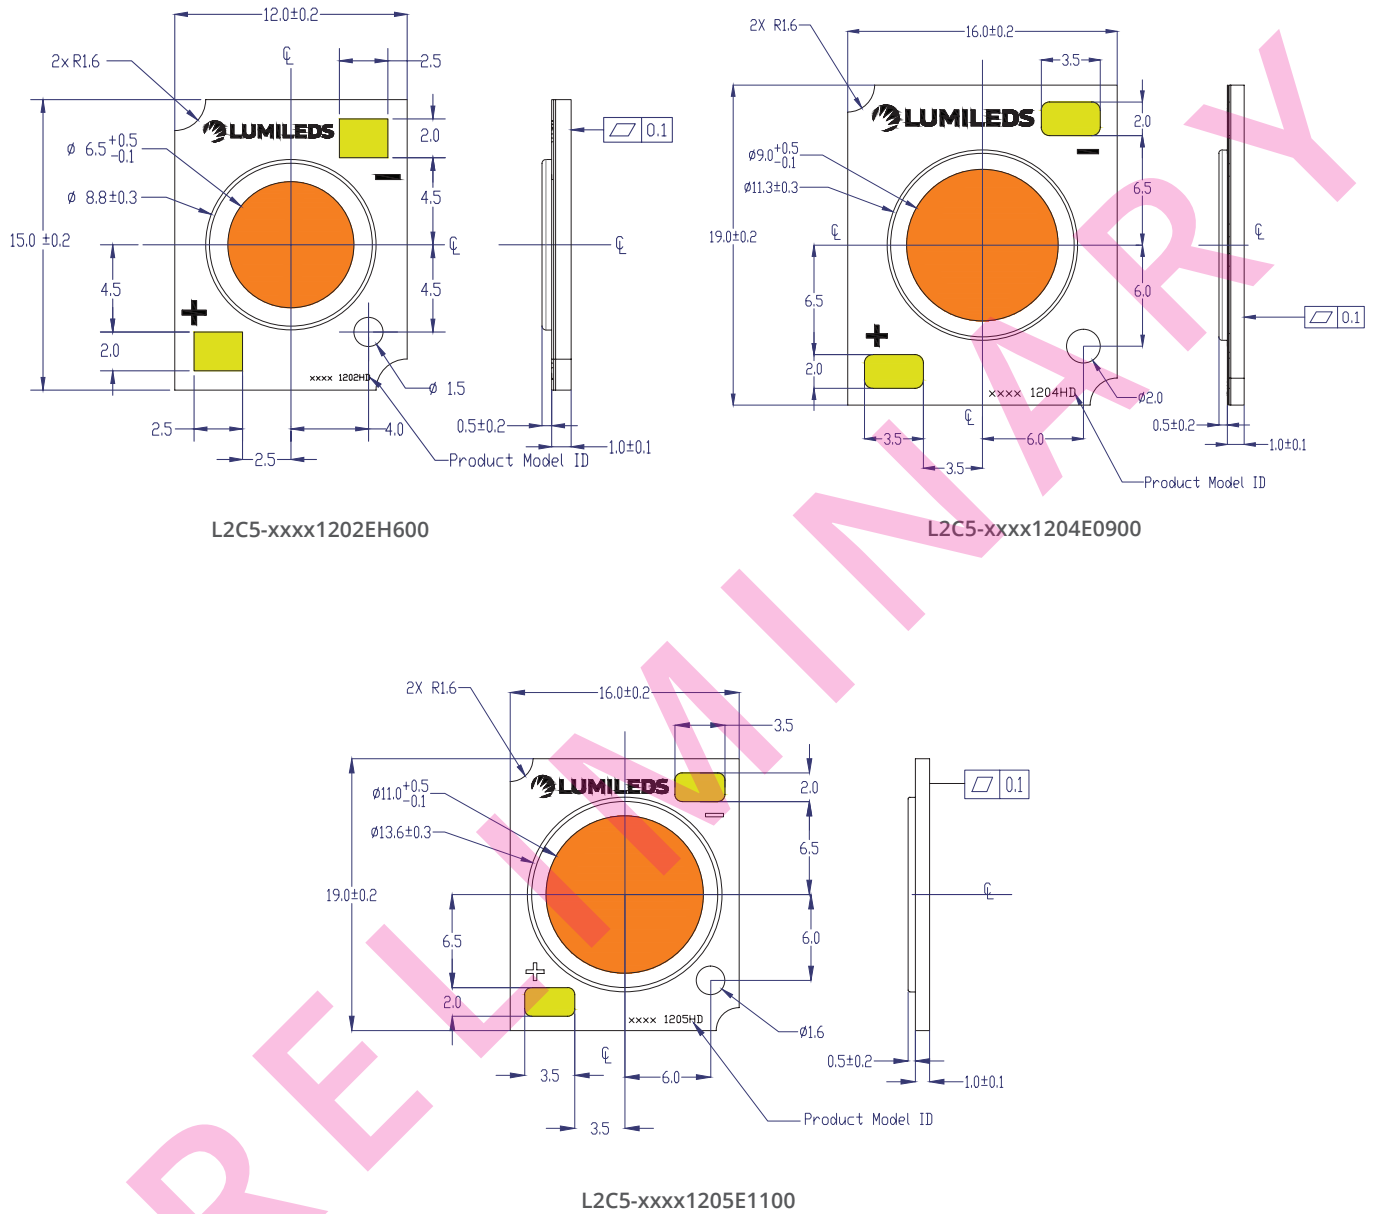 12.0±0.2
℄
2x R1.6
2.5
LUMILEDS
2.0
⌀ 6.5 +0.5 -0.1
⌀ 8.8±0.3
4.5
15.0 ±0.2
℄
4.5
4.5
2.0
xxxx 1202HD
⌀ 1.5
2.5
4.0
2.5
Product Model ID
0.1
℄
0.5±0.2
1.0±0.1
L2C5-xxxx1202EH600
2X R1.6
16.0±0.2
3.5
LUMILEDS
2.0
⌀9.0 +0.5 -0.1
⌀11.3±0.3
6.5
19.0±0.2
℄
6.5
6.0
2.0
xxxx 1204HD
⌀2.0
℄
3.5
6.0
3.5
Product Model ID
℄
0.1
0.5±0.2
1.0±0.1
L2C5-xxxx1204E0900
2X R1.6
16.0±0.2
3.5
LUMILEDS
2.0
⌀11.0 +0.5 -0.1
⌀13.6±0.3
6.5
19.0±0.2
6.5
6.0
2.0
xxxx 1205HD
⌀1.6
℄
3.5
6.0
3.5
Product Model ID
0.1
℄
0.5±0.2
1.0±0.1
L2C5-xxxx1205E1100
RELIMINARY